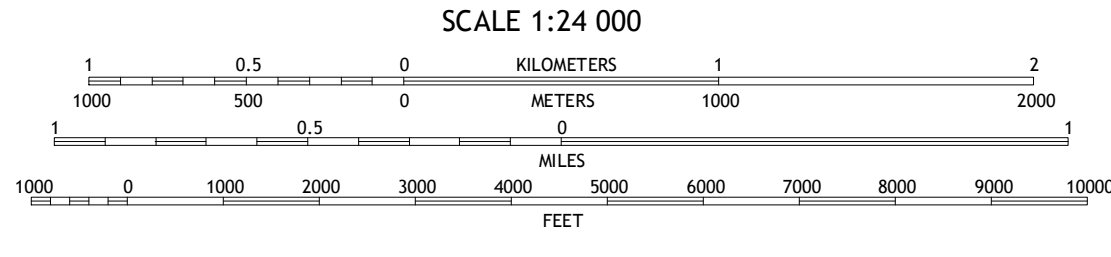 SCALE 1:24 000
1 0.5 0 KILOMETERS 1 2
1000 500 0 METERS 1000 2000
1 0.5 0 1
MILES
1000 0 1000 2000 3000 4000 5000 6000 7000 8000 9000 10000
FEET